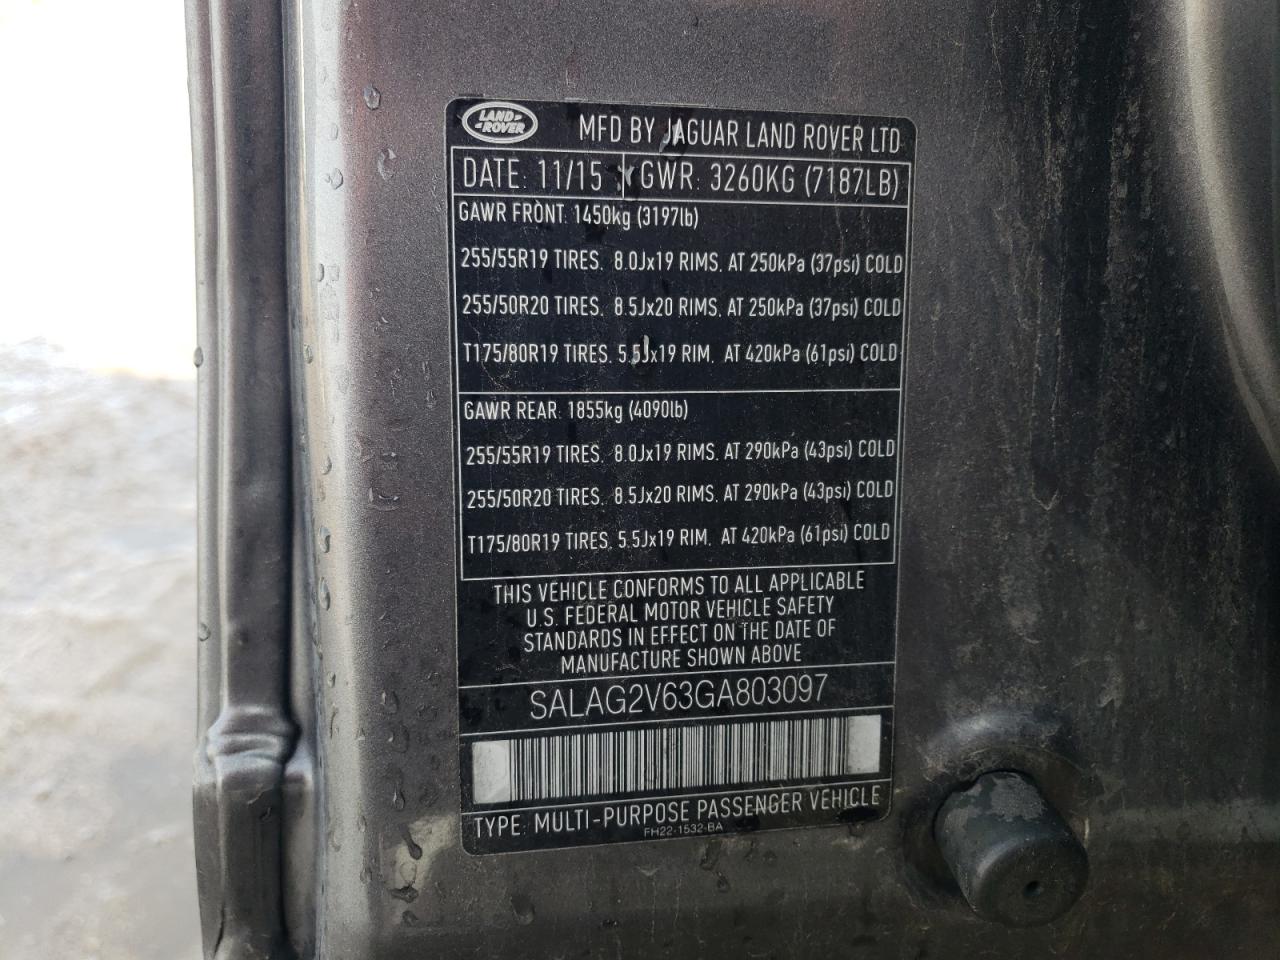 LAND-
-ROVER
MFD BY JAGUAR LAND ROVER LTD
DATE: 11/15 GWR: 3260KG (7187LB)
GAWR FRONT: 1450kg (3197lb)
255/55R19 TIRES, 8.0Jx19 RIMS, AT 250kPa (37psi) COLD
255/50R20 TIRES, 8.5Jx20 RIMS, AT 250kPa (37psi) COLD
T175/80R19 TIRES, 5.5Jx19 RIM, AT 420kPa (61psi) COLD
GAWR REAR: 1855kg (4090lb)
255/55R19 TIRES, 8.0Jx19 RIMS, AT 290kPa (43psi) COLD
255/50R20 TIRES, 8.5Jx20 RIMS, AT 290kPa (43psi) COLD
T175/80R19 TIRES, 5.5Jx19 RIM, AT 420kPa (61psi) COLD
THIS VEHICLE CONFORMS TO ALL APPLICABLE
U.S. FEDERAL MOTOR VEHICLE SAFETY
STANDARDS IN EFFECT ON THE DATE OF
MANUFACTURE SHOWN ABOVE
SALAG2V63GA803097
TYPE: MULTI-PURPOSE PASSENGER VEHICLE
FH22-1532-BA